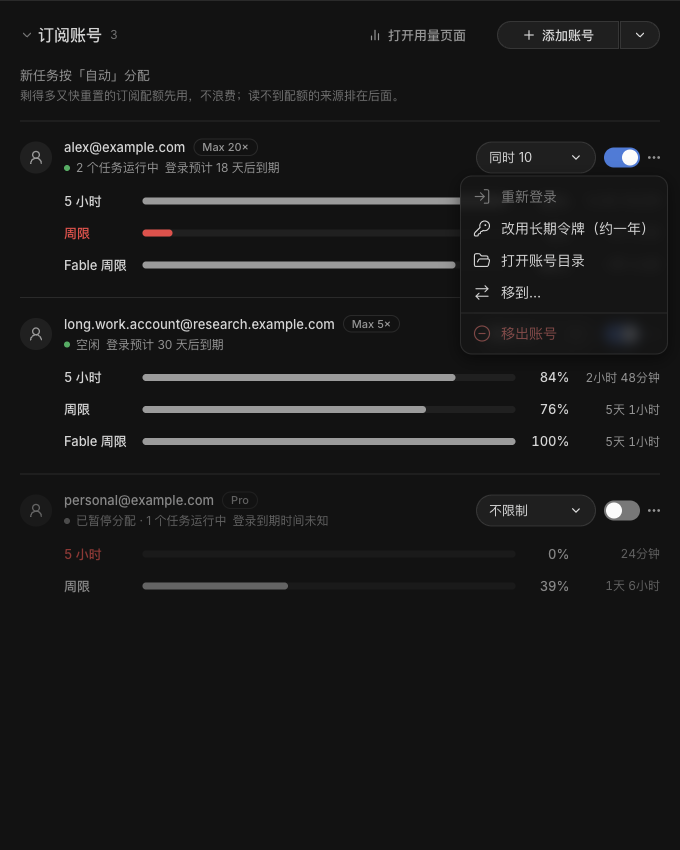 订阅账号 3
打开用量页面
添加账号
新任务按「自动」分配
剩得多又快重置的订阅配额先用，不浪费；读不到配额的来源排在后面。
alex@example.com Max 20×
2 个任务运行中 登录预计 18 天后到期
同时 10
5 小时
周限
Fable 周限
重新登录
改用长期令牌（约一年）
打开账号目录
移到...
移出账号
long.work.account@research.example.com Max 5×
空闲 登录预计 30 天后到期
5 小时 84% 2小时 48分钟
周限 76% 5天 1小时
Fable 周限 100% 5天 1小时
personal@example.com Pro
已暂停分配 · 1 个任务运行中 登录到期时间未知
不限制
5 小时 0% 24分钟
周限 39% 1天 6小时